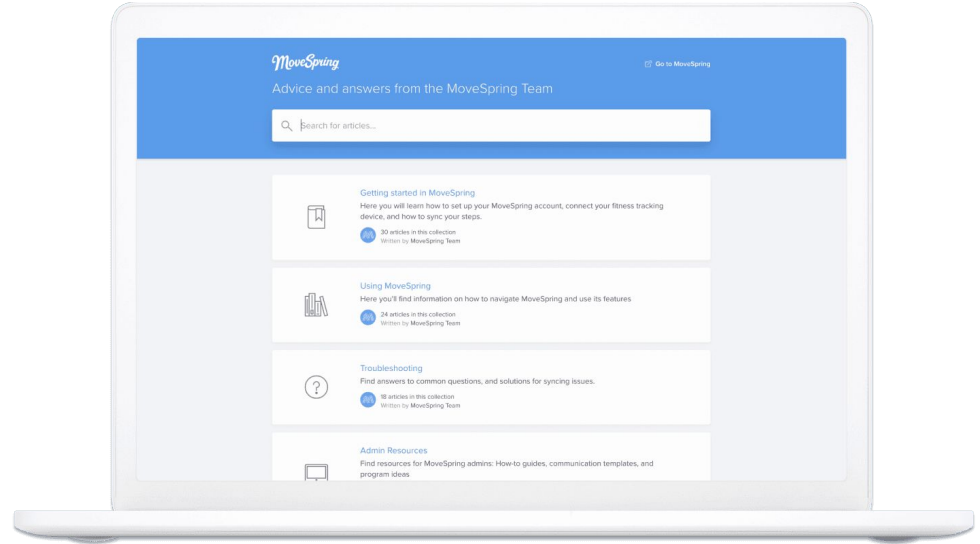 MoveSpring
Go to MoveSpring
Advice and answers from the MoveSpring Team
Search for articles...
Getting started in MoveSpring
Here you will learn how to set up your MoveSpring account, connect your fitness tracking
device, and how to sync your steps.
30 articles in this collection
Written by MoveSpring Team
Using MoveSpring
Here you'll find information on how to navigate MoveSpring and use its features
24 articles in this collection
Written by MoveSpring Team
Troubleshooting
Find answers to common questions, and solutions for syncing issues.
18 articles in this collection
Written by MoveSpring Team
Admin Resources
Find resources for MoveSpring admins: How-to guides, communication templates, and
program ideas